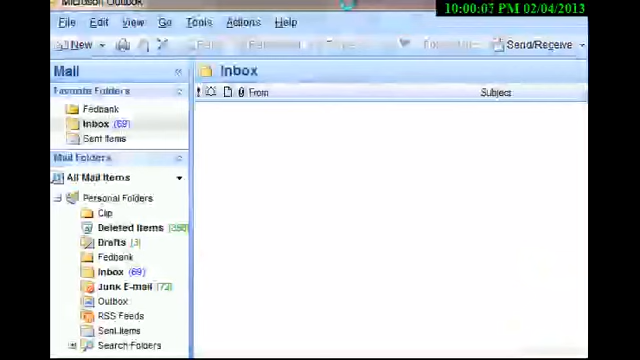 Microsoft Outlook
10:00:07 PM 02/04/2013
File Edit View Go Tools Actions Help
New Send/Receive
Mail
Inbox
Favorite Folders
From Subject
Fedbank
Inbox (69)
Sent Items
Mail Folders
All Mail Items
Personal Folders
Clip
Deleted Items
Drafts [3]
Fedbank
Inbox (69)
Junk E-mail [72]
Outbox
RSS Feeds
Sent Items
Search Folders